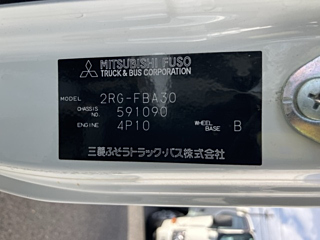 MITSUBISHI FUSO
TRUCK & BUS CORPORATION
MODEL 2RG-FBA30
CHASSIS NO. 591090
ENGINE 4P10 WHEEL BASE B
三菱ふそうトラック・バス株式会社